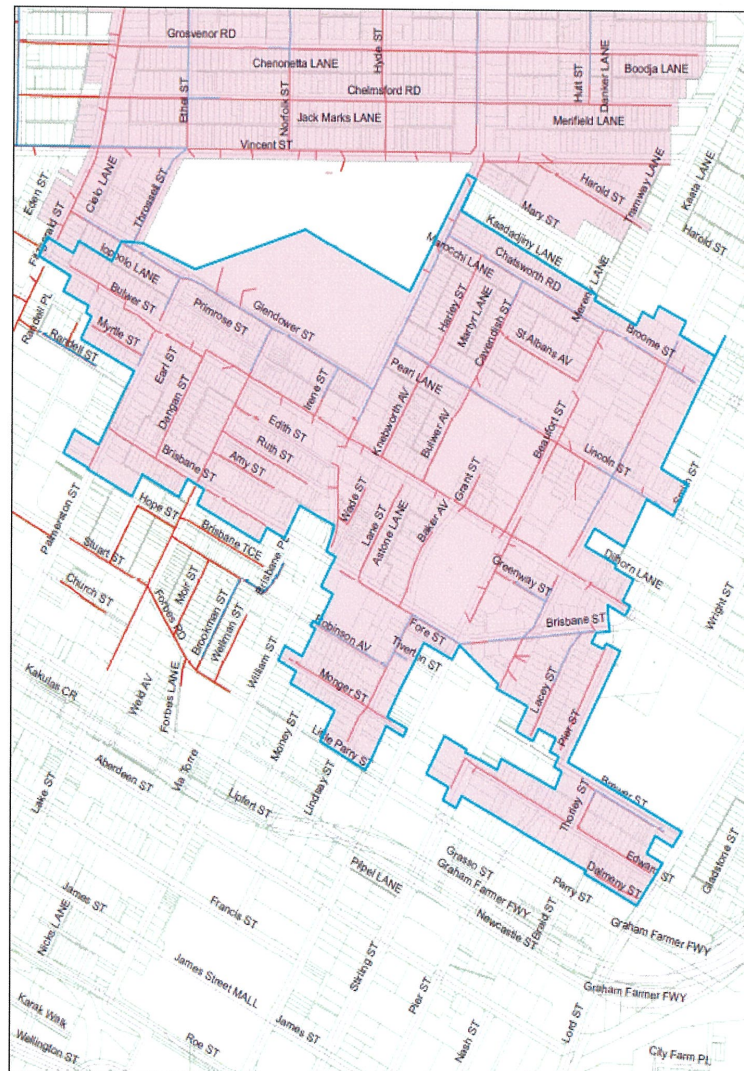 Grosvenor RD
Chenonetta LANE
Hyde ST
Boodja LANE
Ethel ST
Norfolk ST
Chelmsford RD
Hutt ST
Danker LANE
Jack Marks LANE
Merifield LANE
Vincent ST
Eden ST
Cielo LANE
Throssell ST
Harold ST
Tramway LANE
Kaata LANE
Mary ST
Harold ST
Fitzgerald ST
Kaadadjiny LANE
Ioppolo LANE
Marocchi LANE
Chatsworth RD
Randell PL
Bulwer ST
Primrose ST
Glendower ST
Harley ST
Martyr LANE
Cavendish ST
Broome ST
Randell ST
Myrtle ST
St Albans AV
Earl ST
Dangan ST
Irene ST
Pearl LANE
Knebworth AV
Bulwer AV
Beaufort ST
Edith ST
Ruth ST
Amy ST
Brisbane ST
Lincoln ST
Grant ST
Smith ST
Wade ST
Lane ST
Astone LANE
Baker AV
Palmerston ST
Hope ST
Brisbane TCE
Brisbane PL
Stuart ST
Church ST
Moir ST
Forbes RD
Brookman ST
Wellman ST
Greenway ST
Dilhorn LANE
Wright ST
Brisbane ST
Fore ST
Robinson AV
Tiverton ST
William ST
Kakulas CR
Weld AV
Forbes LANE
Monger ST
Lacey ST
Pier ST
Money ST
Little Parry ST
Lindsay ST
Via Torre
Aberdeen ST
Lake ST
Lipfert ST
Brewer ST
Thorley ST
Edward ST
Dalmeny ST
Gladstone ST
Pilpel LANE
Grasso ST
Graham Farmer FWY
Parry ST
Newcastle ST
Braid ST
Graham Farmer FWY
James ST
Nicks LANE
Francis ST
James Street MALL
Stirling ST
Pier ST
Graham Farmer FWY
Karak Walk
Wellington ST
Roe ST
James ST
Nash ST
Lord ST
City Farm PL